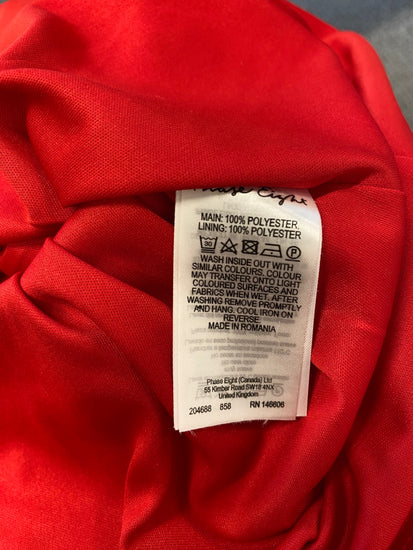 Phase Eight
MAIN: 100% POLYESTER.
LINING: 100% POLYESTER
WASH INSIDE OUT WITH
SIMILAR COLOURS. COLOUR
MAY TRANSFER ONTO LIGHT
COLOURED SURFACES AND
FABRICS WHEN WET. AFTER
WASHING REMOVE PROMPTLY
AND HANG. COOL IRON ON
REVERSE.
MADE IN ROMANIA
Phase Eight (Canada) Ltd
55 Kimber Road SW18 4NX
United Kingdom
204688 858 RN 146606